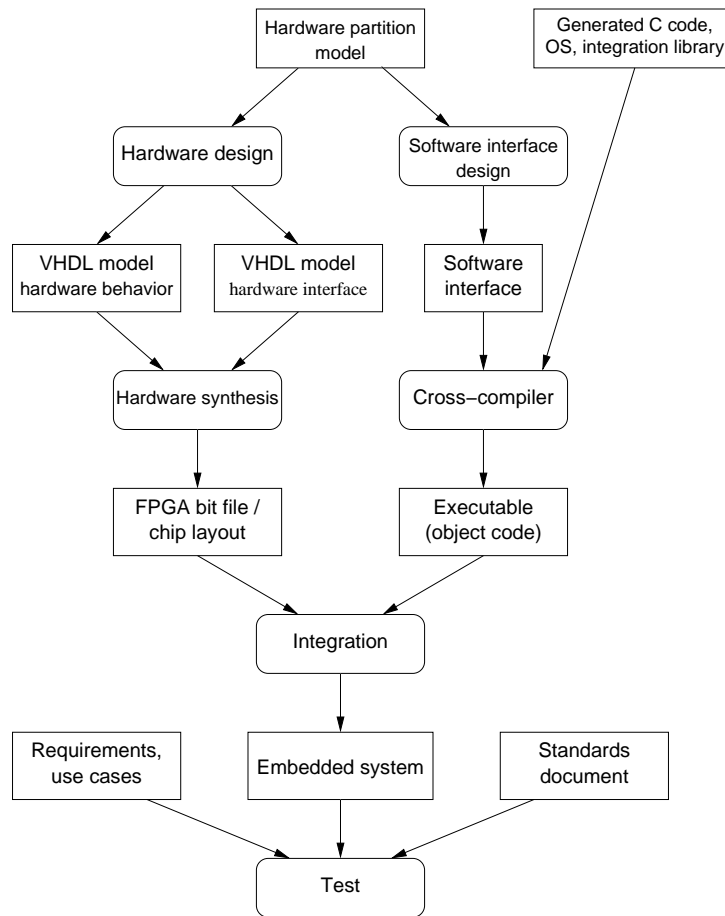 Hardware partition
model
Generated C code,
OS, integration library
Hardware design
Software interface
design
VHDL model
hardware behavior
VHDL model
hardware interface
Software
interface
Hardware synthesis
Cross−compiler
FPGA bit file /
chip layout
Executable
(object code)
Integration
Requirements,
use cases
Embedded system
Standards
document
Test